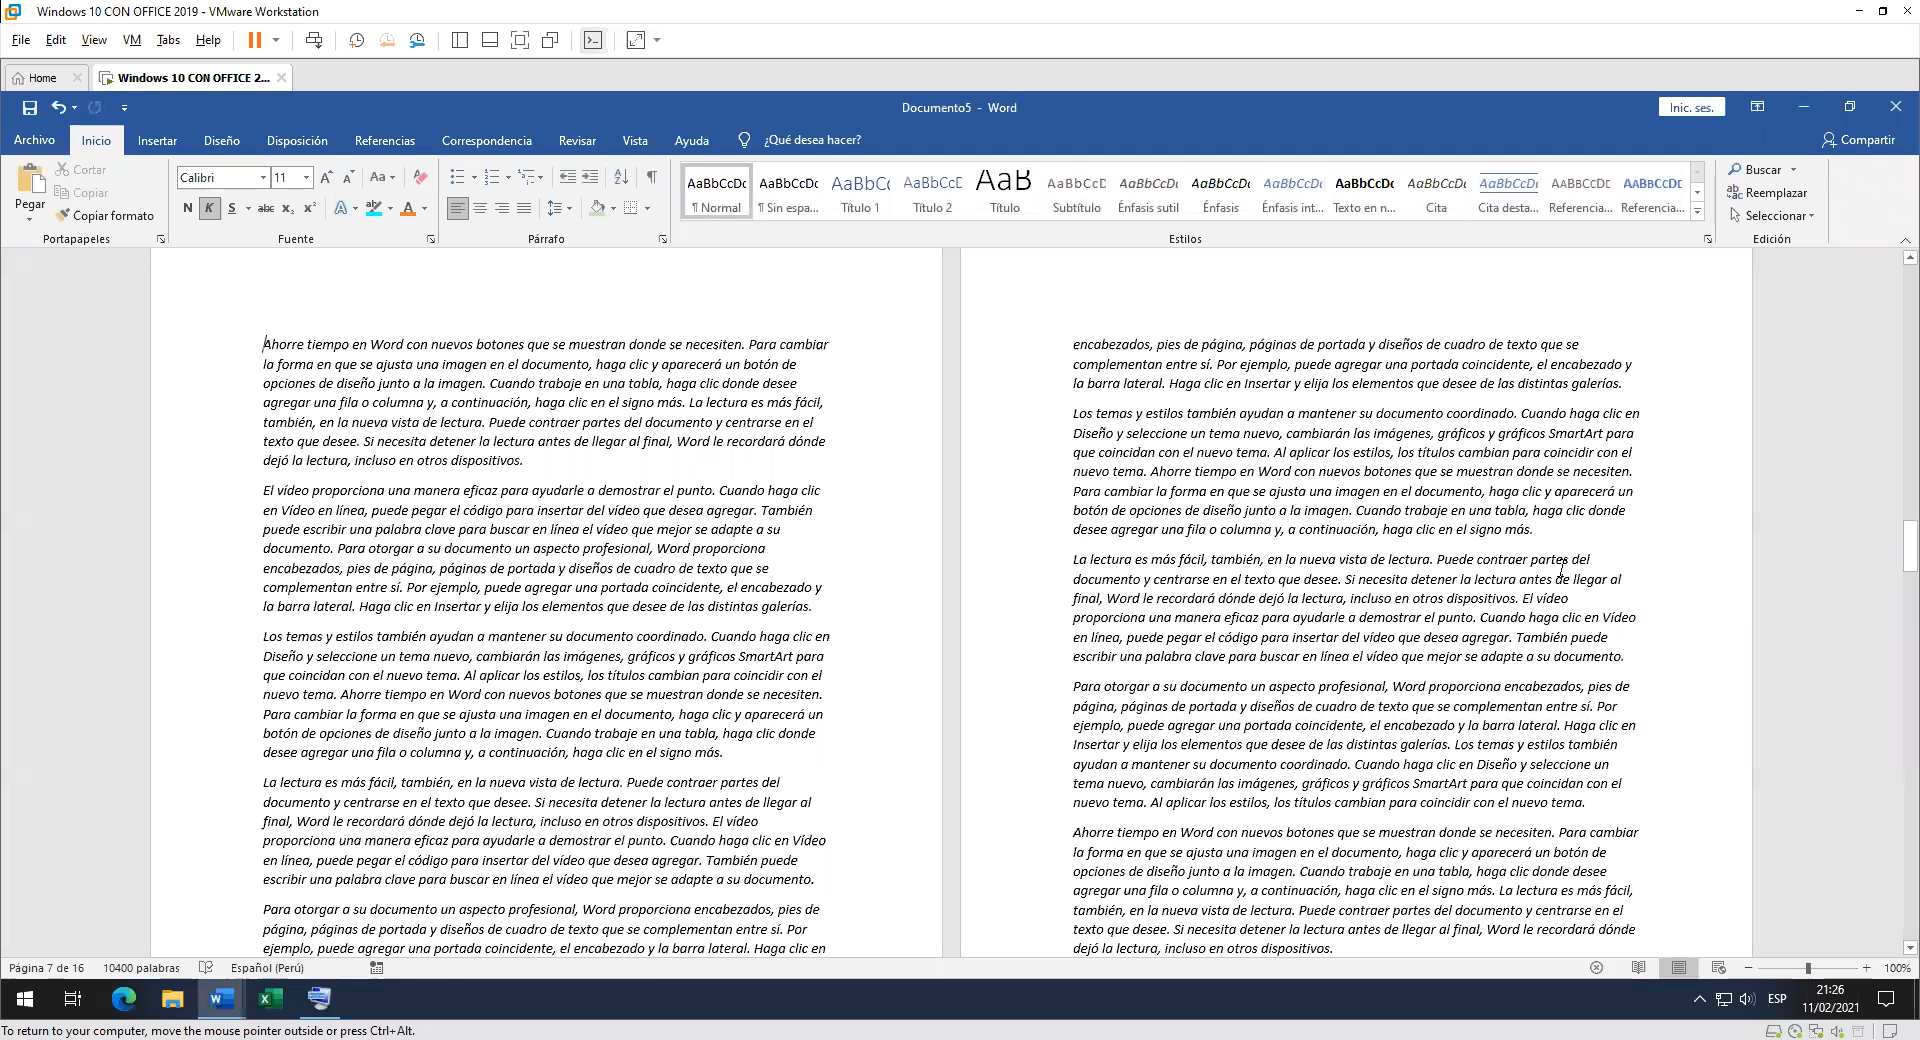 Windows 10 CON OFFICE 2019 - VMware Workstation
File Edit View VM Tabs Help
Home Windows 10 CON OFFICE 2...
Documento5 - Word Inic. ses.
Archivo Inicio Insertar Diseño Disposición Referencias Correspondencia Revisar Vista Ayuda ¿Qué desea hacer? Compartir
Pegar
Cortar
Copiar
Copiar formato
Portapapeles
Calibri 11
N K S abc x₂ x²
Fuente
Párrafo
AaBbCcDc AaBbCcDc AaBbCc AaBbCcD AaB AaBbCcD AaBbCcDc AaBbCcDc AaBbCcDc AaBbCcDc AaBbCcDc AaBbCcDc AABBCCDC AABBCCDC
¶ Normal ¶ Sin espa... Título 1 Título 2 Título Subtítulo Énfasis sutil Énfasis Énfasis int... Texto en n... Cita Cita desta... Referencia... Referencia...
Estilos
Buscar
Reemplazar
Seleccionar
Edición
Ahorre tiempo en Word con nuevos botones que se muestran donde se necesiten. Para cambiar
la forma en que se ajusta una imagen en el documento, haga clic y aparecerá un botón de
opciones de diseño junto a la imagen. Cuando trabaje en una tabla, haga clic donde desee
agregar una fila o columna y, a continuación, haga clic en el signo más. La lectura es más fácil,
también, en la nueva vista de lectura. Puede contraer partes del documento y centrarse en el
texto que desee. Si necesita detener la lectura antes de llegar al final, Word le recordará dónde
dejó la lectura, incluso en otros dispositivos.
El vídeo proporciona una manera eficaz para ayudarle a demostrar el punto. Cuando haga clic
en Vídeo en línea, puede pegar el código para insertar del vídeo que desea agregar. También
puede escribir una palabra clave para buscar en línea el vídeo que mejor se adapte a su
documento. Para otorgar a su documento un aspecto profesional, Word proporciona
encabezados, pies de página, páginas de portada y diseños de cuadro de texto que se
complementan entre sí. Por ejemplo, puede agregar una portada coincidente, el encabezado y
la barra lateral. Haga clic en Insertar y elija los elementos que desee de las distintas galerías.
Los temas y estilos también ayudan a mantener su documento coordinado. Cuando haga clic en
Diseño y seleccione un tema nuevo, cambiarán las imágenes, gráficos y gráficos SmartArt para
que coincidan con el nuevo tema. Al aplicar los estilos, los títulos cambian para coincidir con el
nuevo tema. Ahorre tiempo en Word con nuevos botones que se muestran donde se necesiten.
Para cambiar la forma en que se ajusta una imagen en el documento, haga clic y aparecerá un
botón de opciones de diseño junto a la imagen. Cuando trabaje en una tabla, haga clic donde
desee agregar una fila o columna y, a continuación, haga clic en el signo más.
La lectura es más fácil, también, en la nueva vista de lectura. Puede contraer partes del
documento y centrarse en el texto que desee. Si necesita detener la lectura antes de llegar al
final, Word le recordará dónde dejó la lectura, incluso en otros dispositivos. El vídeo
proporciona una manera eficaz para ayudarle a demostrar el punto. Cuando haga clic en Vídeo
en línea, puede pegar el código para insertar del vídeo que desea agregar. También puede
escribir una palabra clave para buscar en línea el vídeo que mejor se adapte a su documento.
Para otorgar a su documento un aspecto profesional, Word proporciona encabezados, pies de
página, páginas de portada y diseños de cuadro de texto que se complementan entre sí. Por
ejemplo, puede agregar una portada coincidente, el encabezado y la barra lateral. Haga clic en
encabezados, pies de página, páginas de portada y diseños de cuadro de texto que se
complementan entre sí. Por ejemplo, puede agregar una portada coincidente, el encabezado y
la barra lateral. Haga clic en Insertar y elija los elementos que desee de las distintas galerías.
Los temas y estilos también ayudan a mantener su documento coordinado. Cuando haga clic en
Diseño y seleccione un tema nuevo, cambiarán las imágenes, gráficos y gráficos SmartArt para
que coincidan con el nuevo tema. Al aplicar los estilos, los títulos cambian para coincidir con el
nuevo tema. Ahorre tiempo en Word con nuevos botones que se muestran donde se necesiten.
Para cambiar la forma en que se ajusta una imagen en el documento, haga clic y aparecerá un
botón de opciones de diseño junto a la imagen. Cuando trabaje en una tabla, haga clic donde
desee agregar una fila o columna y, a continuación, haga clic en el signo más.
La lectura es más fácil, también, en la nueva vista de lectura. Puede contraer partes del
documento y centrarse en el texto que desee. Si necesita detener la lectura antes de llegar al
final, Word le recordará dónde dejó la lectura, incluso en otros dispositivos. El vídeo
proporciona una manera eficaz para ayudarle a demostrar el punto. Cuando haga clic en Vídeo
en línea, puede pegar el código para insertar del vídeo que desea agregar. También puede
escribir una palabra clave para buscar en línea el vídeo que mejor se adapte a su documento.
Para otorgar a su documento un aspecto profesional, Word proporciona encabezados, pies de
página, páginas de portada y diseños de cuadro de texto que se complementan entre sí. Por
ejemplo, puede agregar una portada coincidente, el encabezado y la barra lateral. Haga clic en
Insertar y elija los elementos que desee de las distintas galerías. Los temas y estilos también
ayudan a mantener su documento coordinado. Cuando haga clic en Diseño y seleccione un
tema nuevo, cambiarán las imágenes, gráficos y gráficos SmartArt para que coincidan con el
nuevo tema. Al aplicar los estilos, los títulos cambian para coincidir con el nuevo tema.
Ahorre tiempo en Word con nuevos botones que se muestran donde se necesiten. Para cambiar
la forma en que se ajusta una imagen en el documento, haga clic y aparecerá un botón de
opciones de diseño junto a la imagen. Cuando trabaje en una tabla, haga clic donde desee
agregar una fila o columna y, a continuación, haga clic en el signo más. La lectura es más fácil,
también, en la nueva vista de lectura. Puede contraer partes del documento y centrarse en el
texto que desee. Si necesita detener la lectura antes de llegar al final, Word le recordará dónde
dejó la lectura, incluso en otros dispositivos.
Página 7 de 16 10400 palabras Español (Perú) 100%
ESP 21:26
11/02/2021
To return to your computer, move the mouse pointer outside or press Ctrl+Alt.